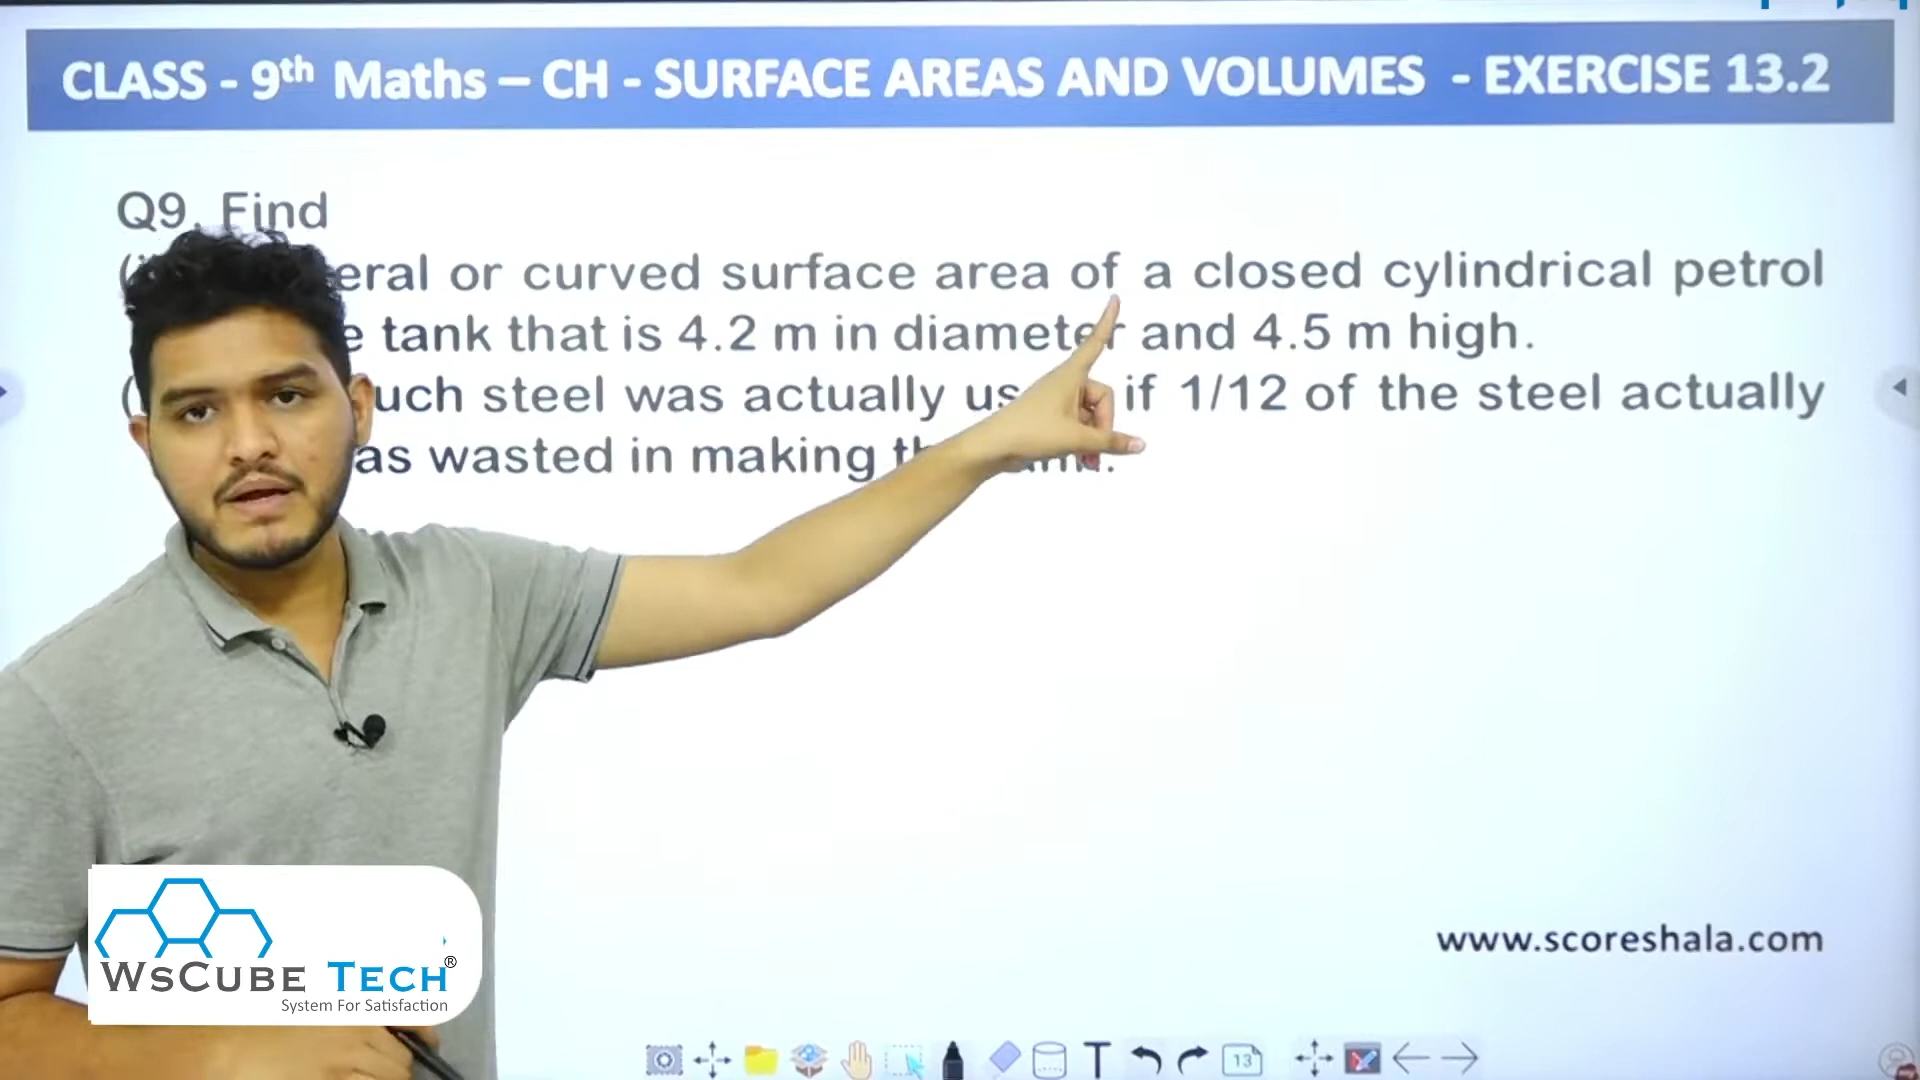 CLASS - 9th Maths – CH - SURFACE AREAS AND VOLUMES - EXERCISE 13.2
Q9. Find
eral or curved surface area of a closed cylindrical petrol
e tank that is 4.2 m in diameter and 4.5 m high.
uch steel was actually us if 1/12 of the steel actually
as wasted in making
www.scoreshala.com
WSCUBE TECH®
System For Satisfaction
T
13